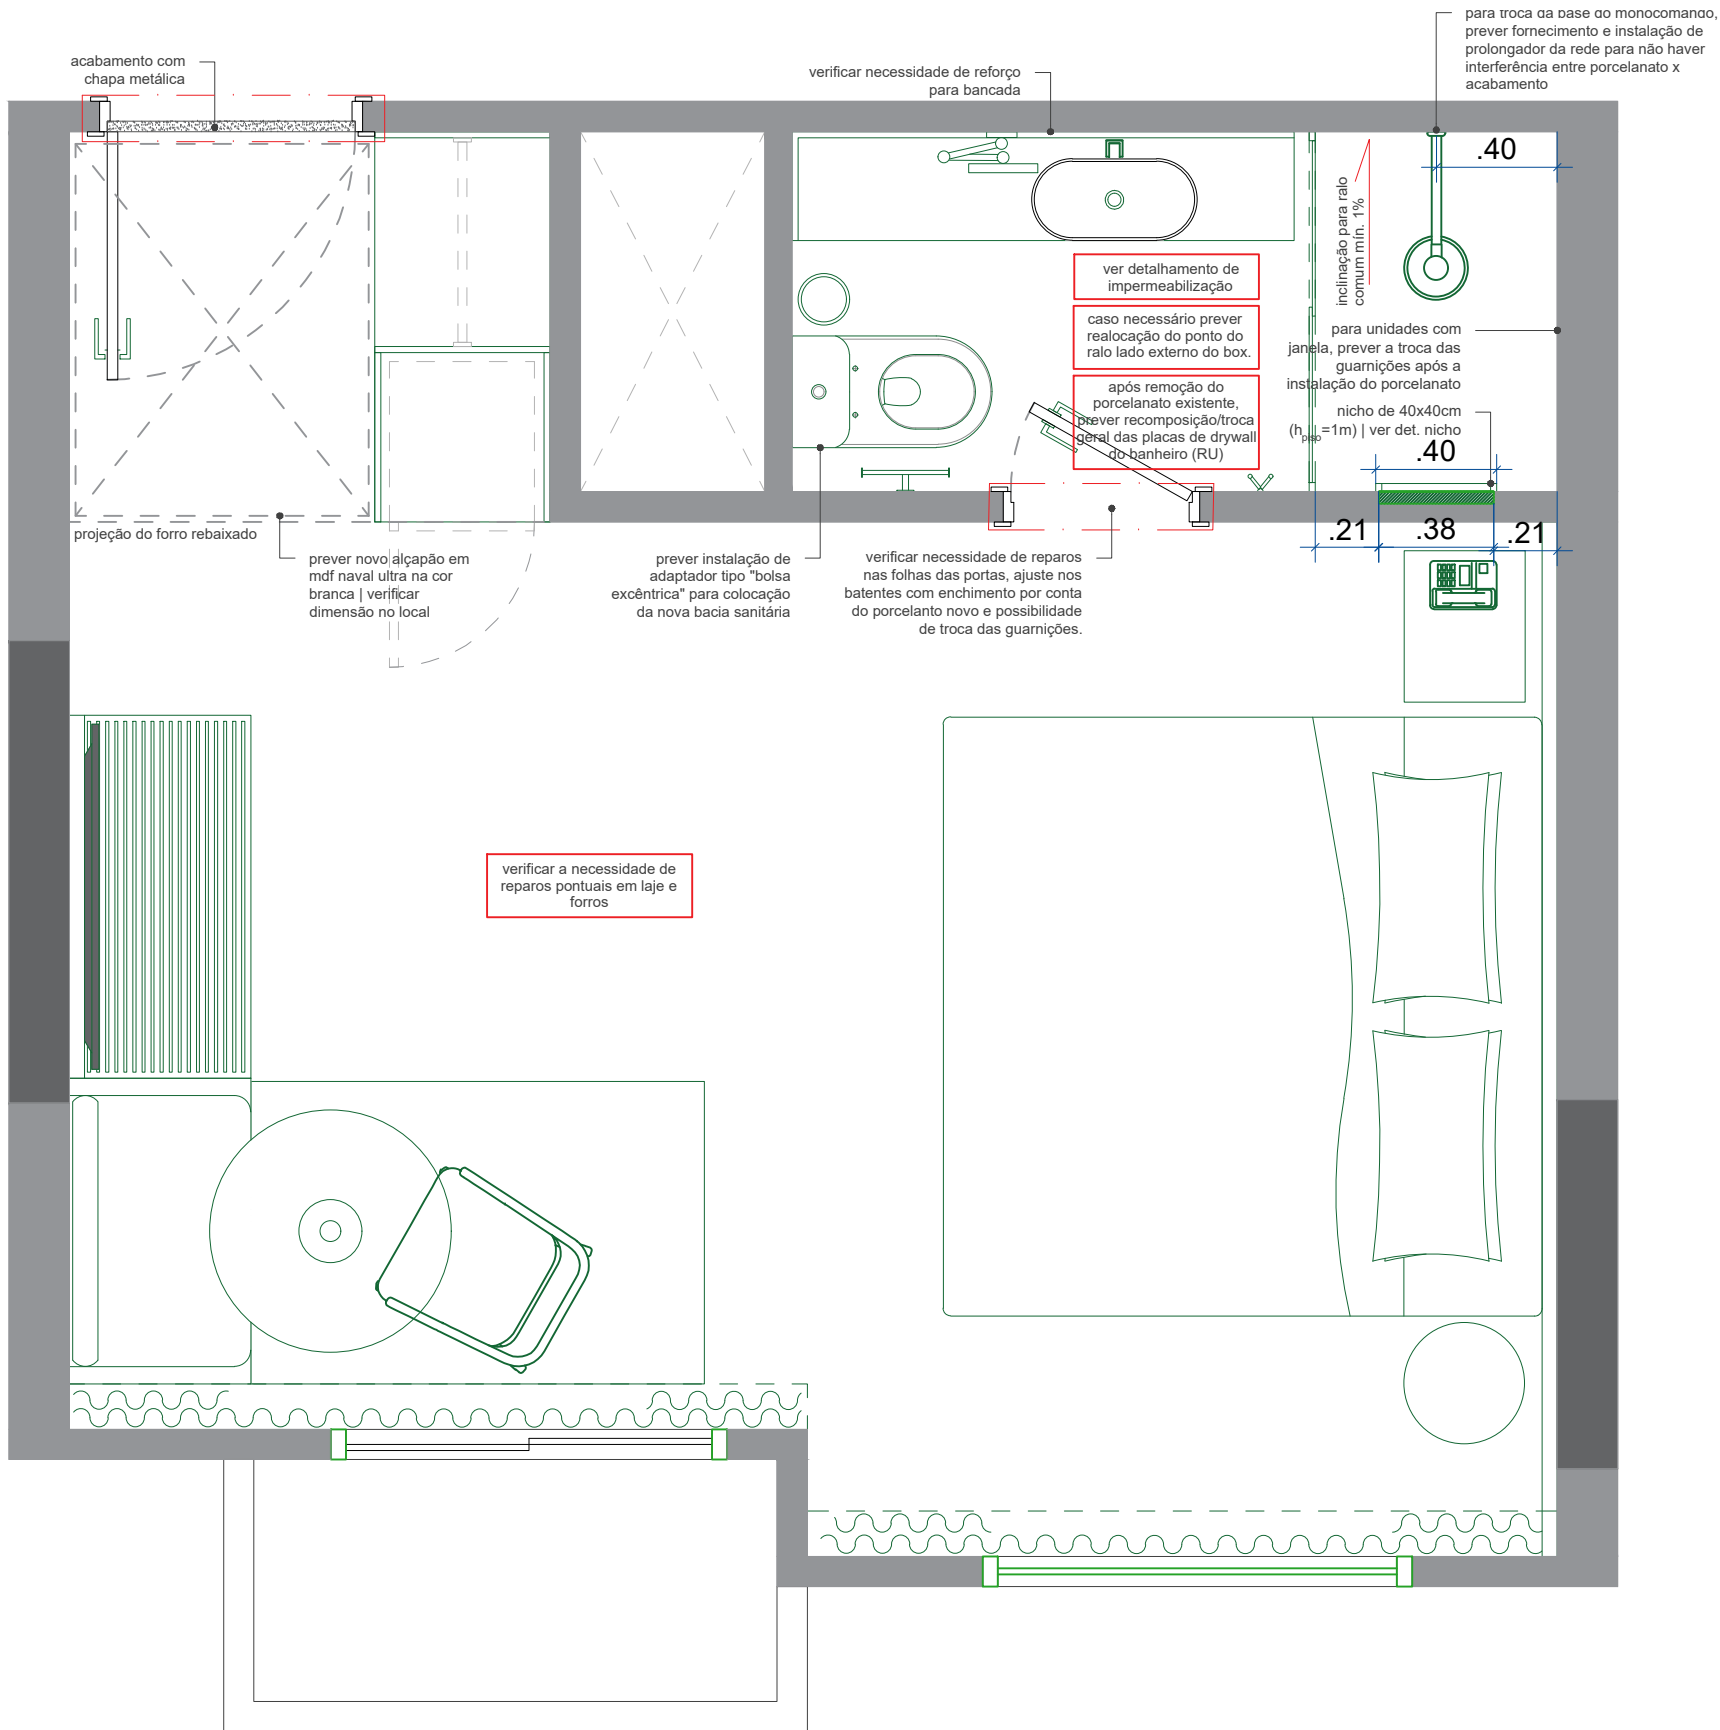 para troca da base do monocomando,
prever fornecimento e instalação de
prolongador da rede para não haver
interferência entre porcelanato x
acabamento
acabamento com
chapa metálica
verificar necessidade de reforço
para bancada
.40
inclinação para ralo
comum mín. 1%
ver detalhamento de
impermeabilização
caso necessário prever
realocação do ponto do
ralo lado externo do box.
após remoção do
porcelanato existente,
prever recomposição/troca
geral das placas de drywall
do banheiro (RU)
para unidades com
janela, prever a troca das
guarnições após a
instalação do porcelanato
nicho de 40x40cm
(h piso =1m) | ver det. nicho
.40
.21
.38
.21
projeção do forro rebaixado
prever novo alçapão em
mdf naval ultra na cor
branca | verificar
dimensão no local
prever instalação de
adaptador tipo "bolsa
excêntrica" para colocação
da nova bacia sanitária
verificar necessidade de reparos
nas folhas das portas, ajuste nos
batentes com enchimento por conta
do porcelanto novo e possibilidade
de troca das guarnições.
verificar a necessidade de
reparos pontuais em laje e
forros